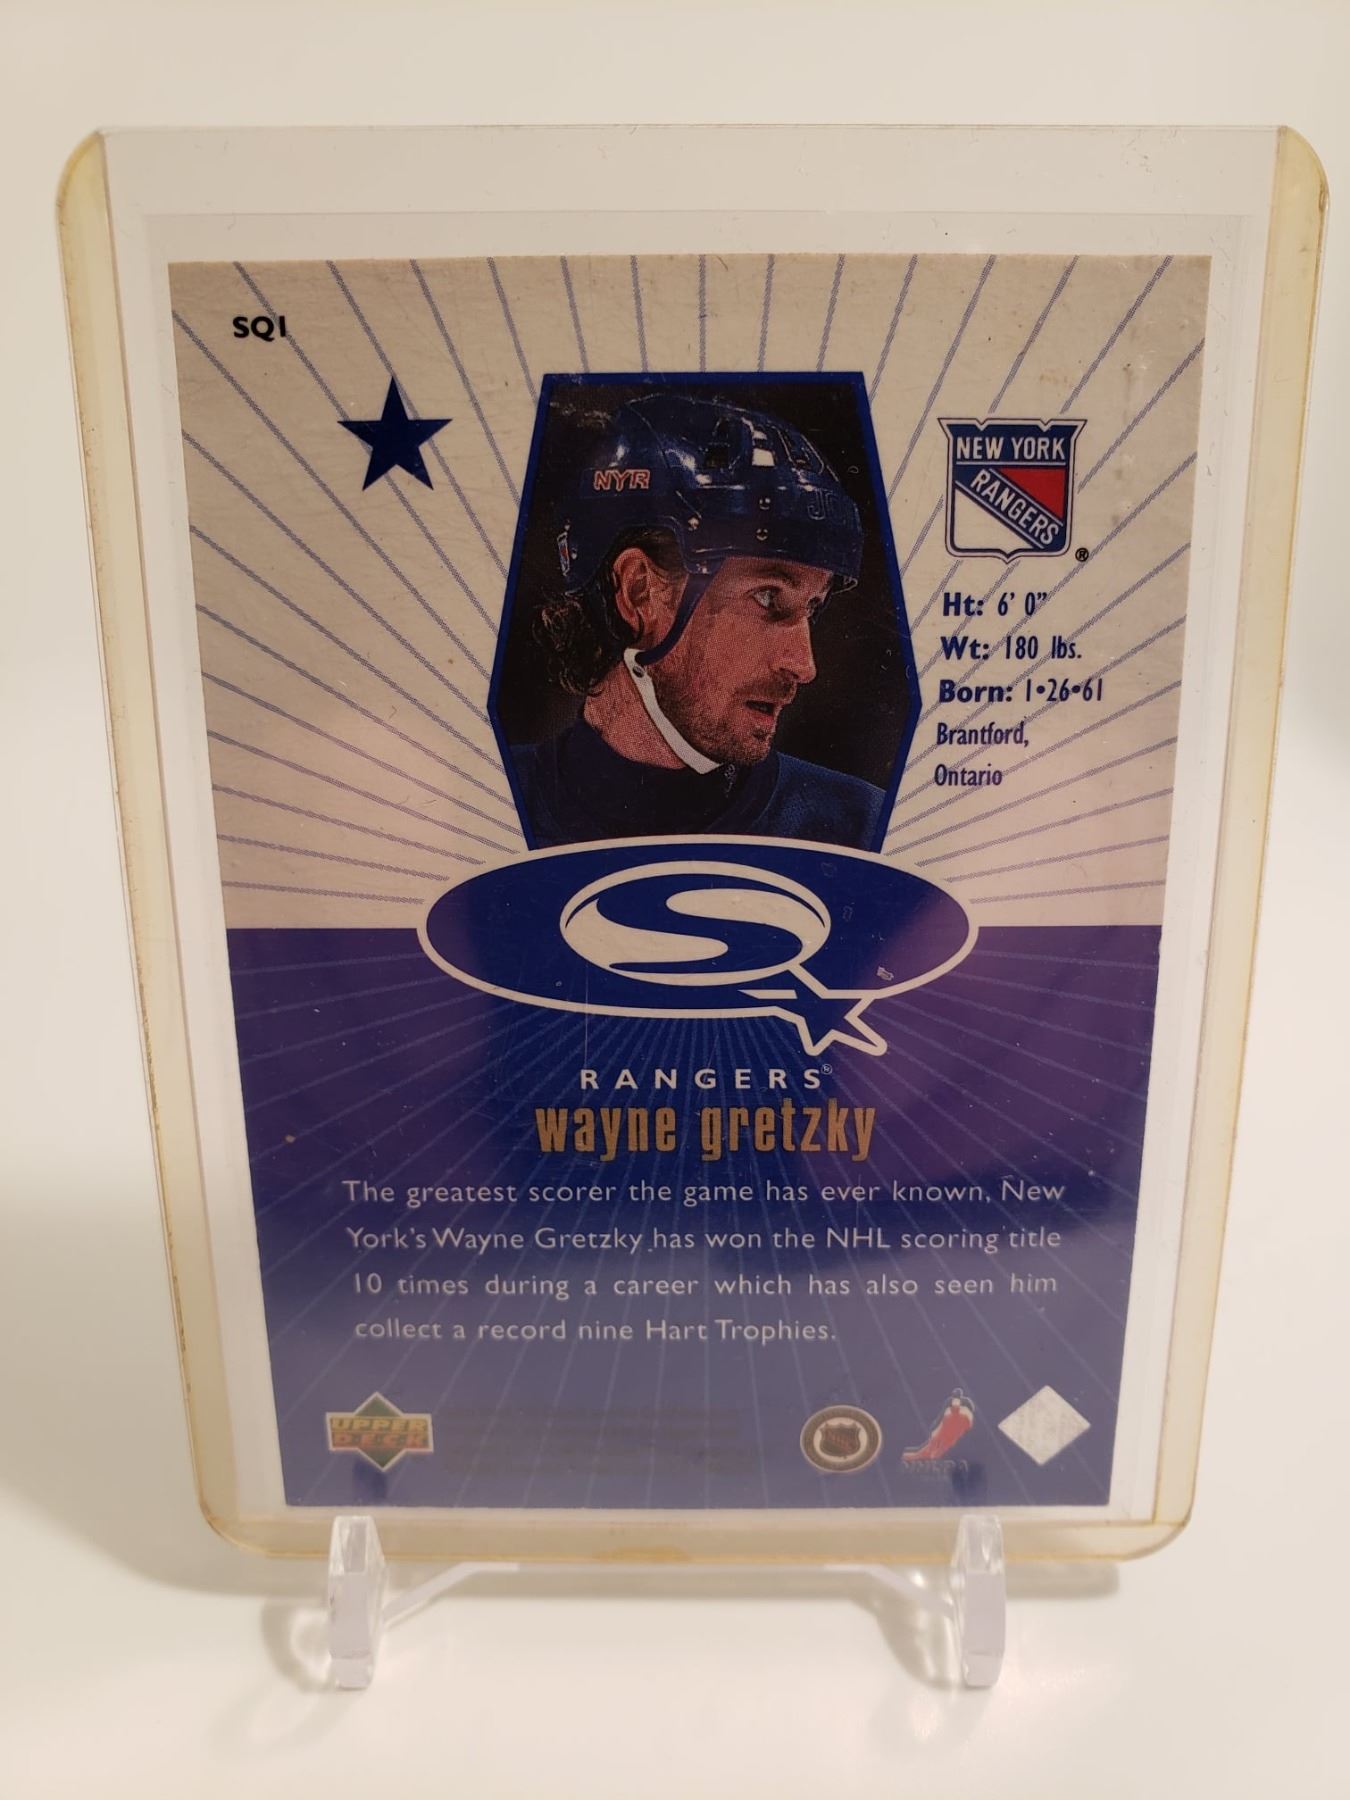 SQ1
NYR
NEW YORK
RANGERS
®
Ht: 6' 0"
Wt: 180 lbs.
Born: 1•26•61
Brantford,
Ontario
SQ
RANGERS®
wayne gretzky
The greatest scorer the game has ever known, New
York's Wayne Gretzky has won the NHL scoring title
10 times during a career which has also seen him
collect a record nine Hart Trophies.
UPPER
DECK
NHL
NHLPA